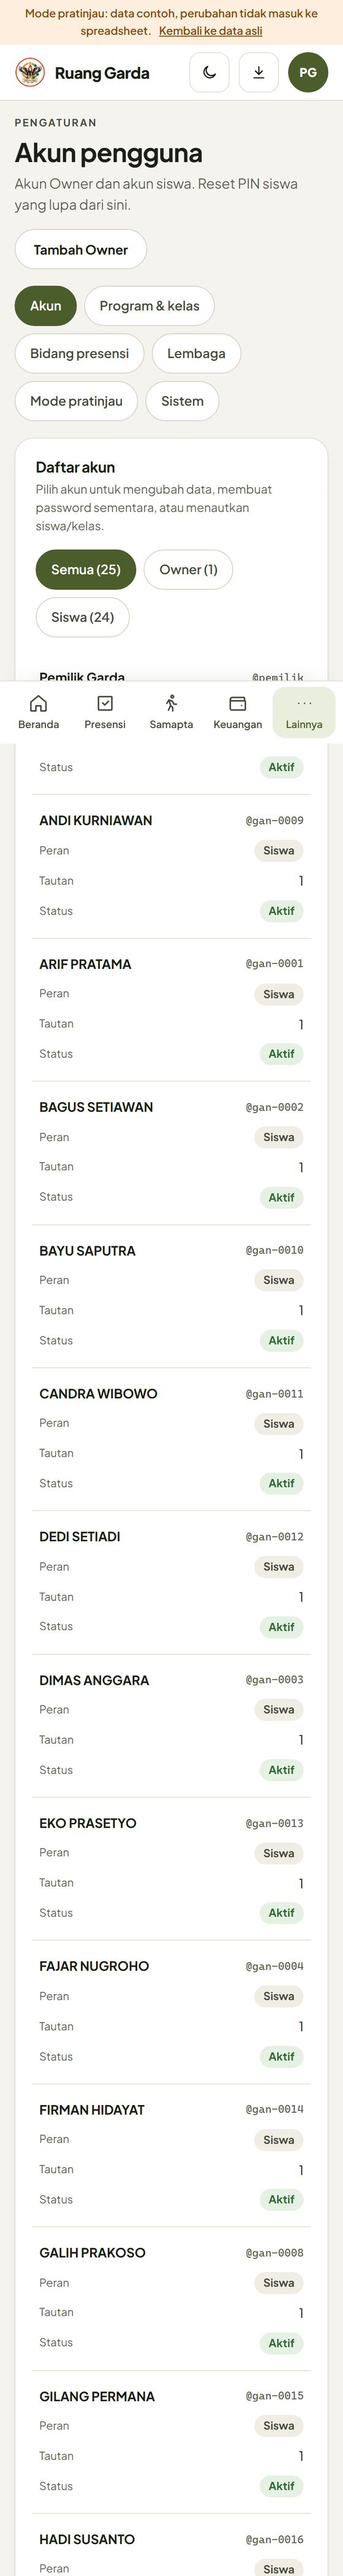 Mode pratinjau: data contoh, perubahan tidak masuk ke
spreadsheet. Kembali ke data asli
Ruang Garda
PG
PENGATURAN
Akun pengguna
Akun Owner dan akun siswa. Reset PIN siswa
yang lupa dari sini.
Tambah Owner
Akun
Program & kelas
Bidang presensi
Lembaga
Mode pratinjau
Sistem
Daftar akun
Pilih akun untuk mengubah data, membuat
password sementara, atau menautkan
siswa/kelas.
Semua (25)
Owner (1)
Siswa (24)
Pemilik Garda @pemilik
Beranda
Presensi
Samapta
Keuangan
Lainnya
Status Aktif
ANDI KURNIAWAN @gan-0009
Peran Siswa
Tautan 1
Status Aktif
ARIF PRATAMA @gan-0001
Peran Siswa
Tautan 1
Status Aktif
BAGUS SETIAWAN @gan-0002
Peran Siswa
Tautan 1
Status Aktif
BAYU SAPUTRA @gan-0010
Peran Siswa
Tautan 1
Status Aktif
CANDRA WIBOWO @gan-0011
Peran Siswa
Tautan 1
Status Aktif
DEDI SETIADI @gan-0012
Peran Siswa
Tautan 1
Status Aktif
DIMAS ANGGARA @gan-0003
Peran Siswa
Tautan 1
Status Aktif
EKO PRASETYO @gan-0013
Peran Siswa
Tautan 1
Status Aktif
FAJAR NUGROHO @gan-0004
Peran Siswa
Tautan 1
Status Aktif
FIRMAN HIDAYAT @gan-0014
Peran Siswa
Tautan 1
Status Aktif
GALIH PRAKOSO @gan-0008
Peran Siswa
Tautan 1
Status Aktif
GILANG PERMANA @gan-0015
Peran Siswa
Tautan 1
Status Aktif
HADI SUSANTO @gan-0016
Peran Siswa